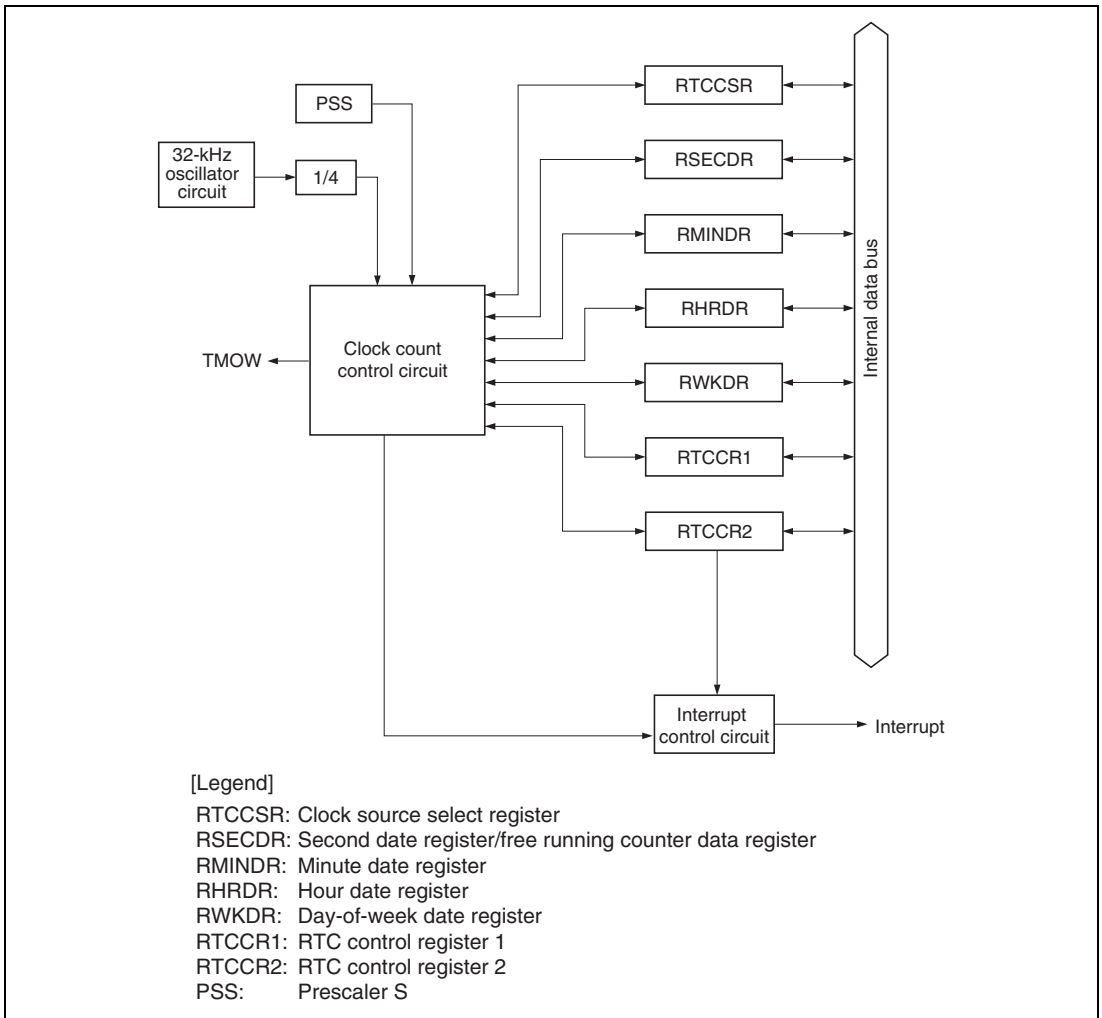 RTCCSR
PSS
32-kHz
oscillator
circuit
1/4
RSECDR
RMINDR
Internal data bus
RHRDR
TMOW
Clock count
control circuit
RWKDR
RTCCR1
RTCCR2
Interrupt
control circuit
Interrupt
[Legend]
RTCCSR: Clock source select register
RSECDR: Second date register/free running counter data register
RMINDR: Minute date register
RHRDR: Hour date register
RWKDR: Day-of-week date register
RTCCR1: RTC control register 1
RTCCR2: RTC control register 2
PSS: Prescaler S